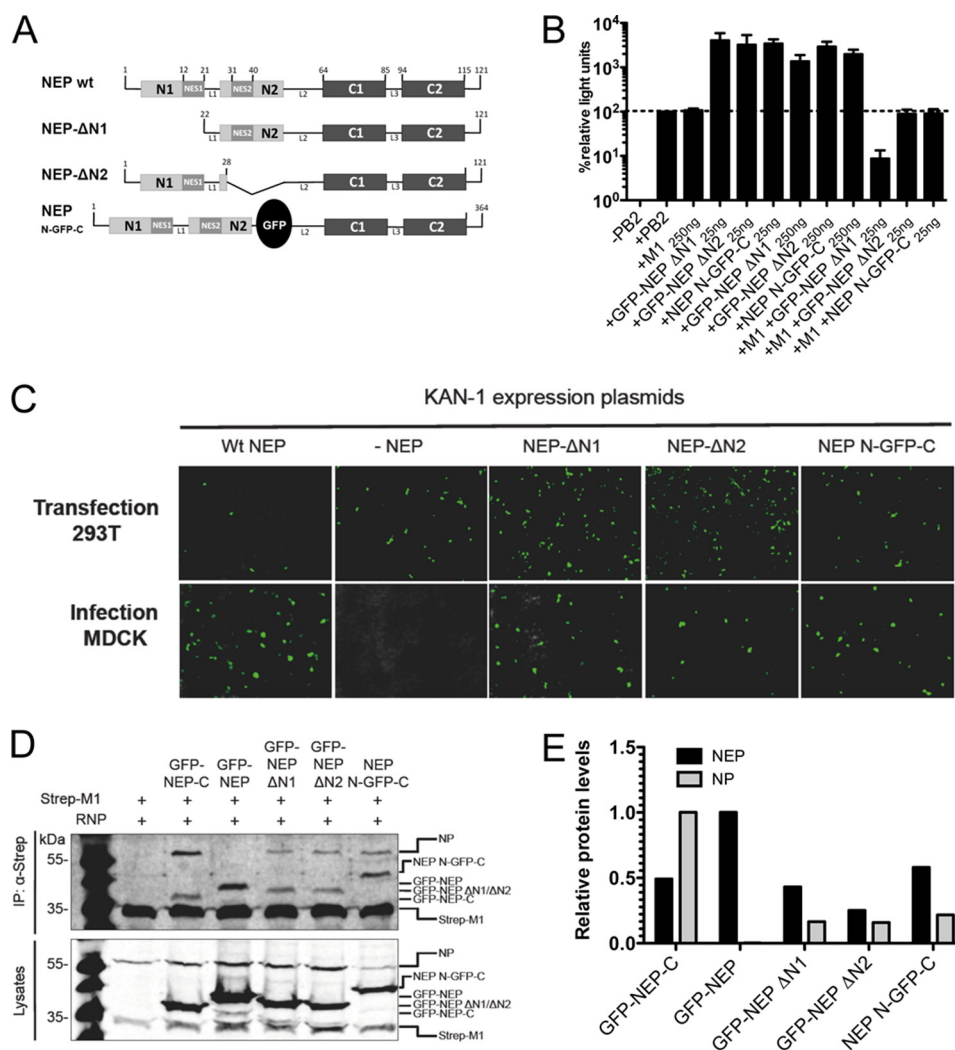 A
NEP wt
1 12 21 31 40 64 85 94 115 121
N1 NES1 L1 NES2 N2 L2 C1 L3 C2
NEP-ΔN1
22 121
L1 NES2 N2 L2 C1 L3 C2
NEP-ΔN2
1 28 121
N1 NES1 L1 L2 C1 L3 C2
NEP
N-GFP-C
1 364
N1 NES1 L1 NES2 N2 GFP L2 C1 L3 C2
B
%relative light units
10⁴
10³
10²
10¹
10⁰
-PB2
+PB2
+M1 250ng
+GFP-NEP ΔN1 25ng
+GFP-NEP ΔN2 25ng
+NEP N-GFP-C 25ng
+GFP-NEP ΔN1 250ng
+GFP-NEP ΔN2 250ng
+NEP N-GFP-C 250ng
+M1 +GFP-NEP ΔN1 25ng
+M1 +GFP-NEP ΔN2 25ng
+M1 +NEP N-GFP-C 25ng
C
KAN-1 expression plasmids
Wt NEP - NEP NEP-ΔN1 NEP-ΔN2 NEP N-GFP-C
Transfection
293T
Infection
MDCK
D
GFP-
NEP-C
GFP-
NEP
GFP-
NEP
ΔN1
GFP-
NEP
ΔN2
NEP
N-GFP-C
Strep-M1 + + + + + +
RNP + + + + + +
kDa
IP: α-Strep
55-
35-
NP
NEP N-GFP-C
GFP-NEP
GFP-NEP ΔN1/ΔN2
GFP-NEP-C
Strep-M1
Lysates
55-
35-
NP
NEP N-GFP-C
GFP-NEP
GFP-NEP ΔN1/ΔN2
GFP-NEP-C
Strep-M1
E
Relative protein levels
1.5
1.0
0.5
0.0
NEP
NP
GFP-NEP-C
GFP-NEP
GFP-NEP ΔN1
GFP-NEP ΔN2
NEP N-GFP-C